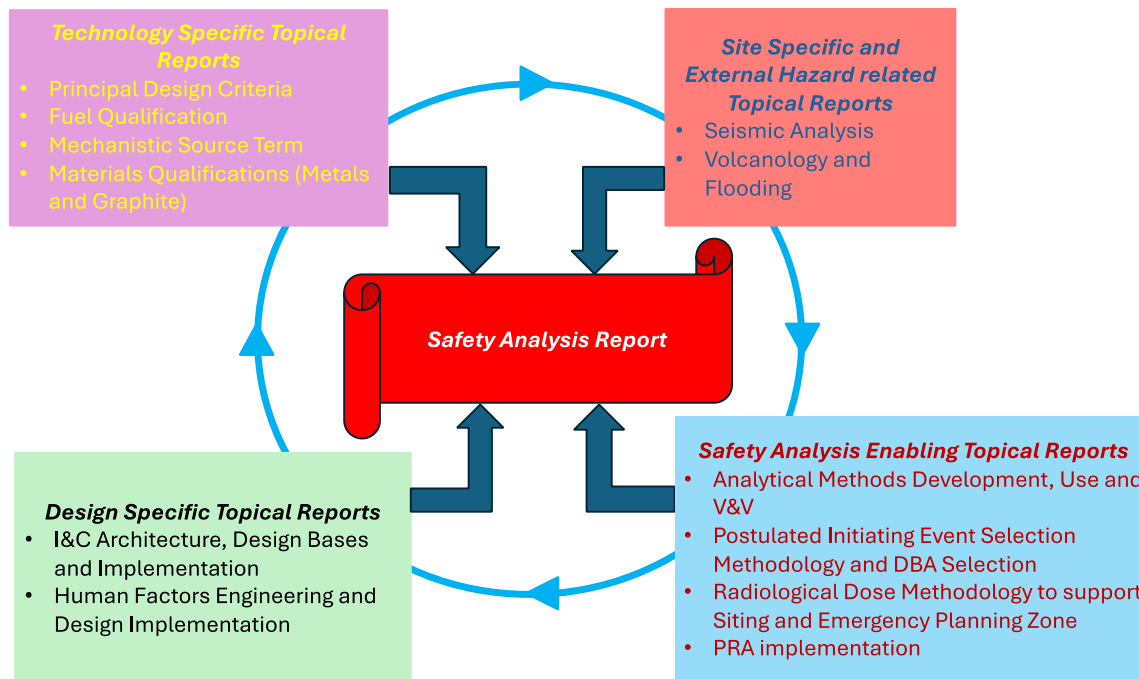 Technology Specific Topical
Reports
• Principal Design Criteria
• Fuel Qualification
• Mechanistic Source Term
• Materials Qualifications (Metals
and Graphite)
Site Specific and
External Hazard related
Topical Reports
• Seismic Analysis
• Volcanology and
Flooding
Safety Analysis Report
Design Specific Topical Reports
• I&C Architecture, Design Bases
and Implementation
• Human Factors Engineering and
Design Implementation
Safety Analysis Enabling Topical Reports
• Analytical Methods Development, Use and
V&V
• Postulated Initiating Event Selection
Methodology and DBA Selection
• Radiological Dose Methodology to support
Siting and Emergency Planning Zone
• PRA implementation